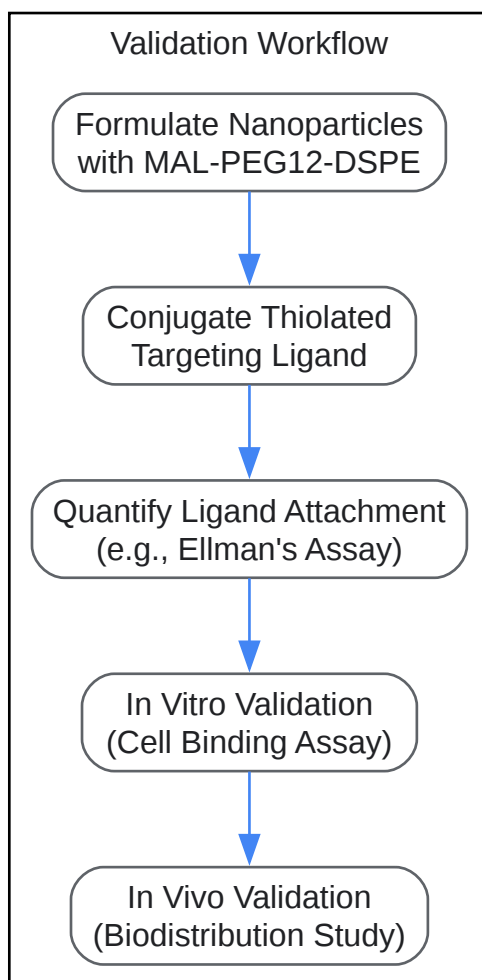 Validation Workflow
Formulate Nanoparticles
with MAL-PEG12-DSPE
Conjugate Thiolated
Targeting Ligand
Quantify Ligand Attachment
(e.g., Ellman's Assay)
In Vitro Validation
(Cell Binding Assay)
In Vivo Validation
(Biodistribution Study)